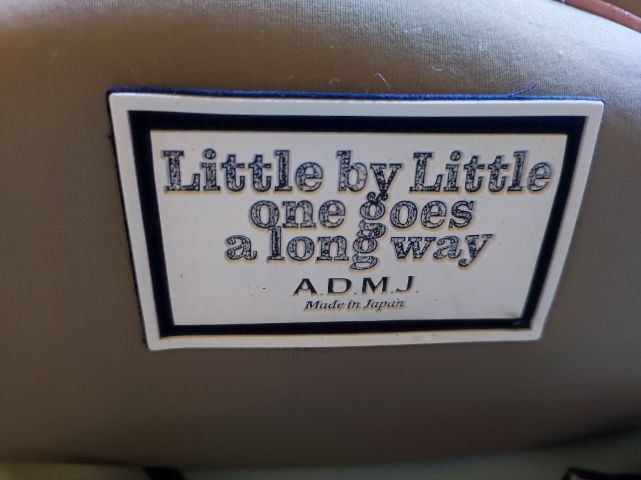 Little by Little
one goes
a long way
A.D.M.J.
Made in Japan